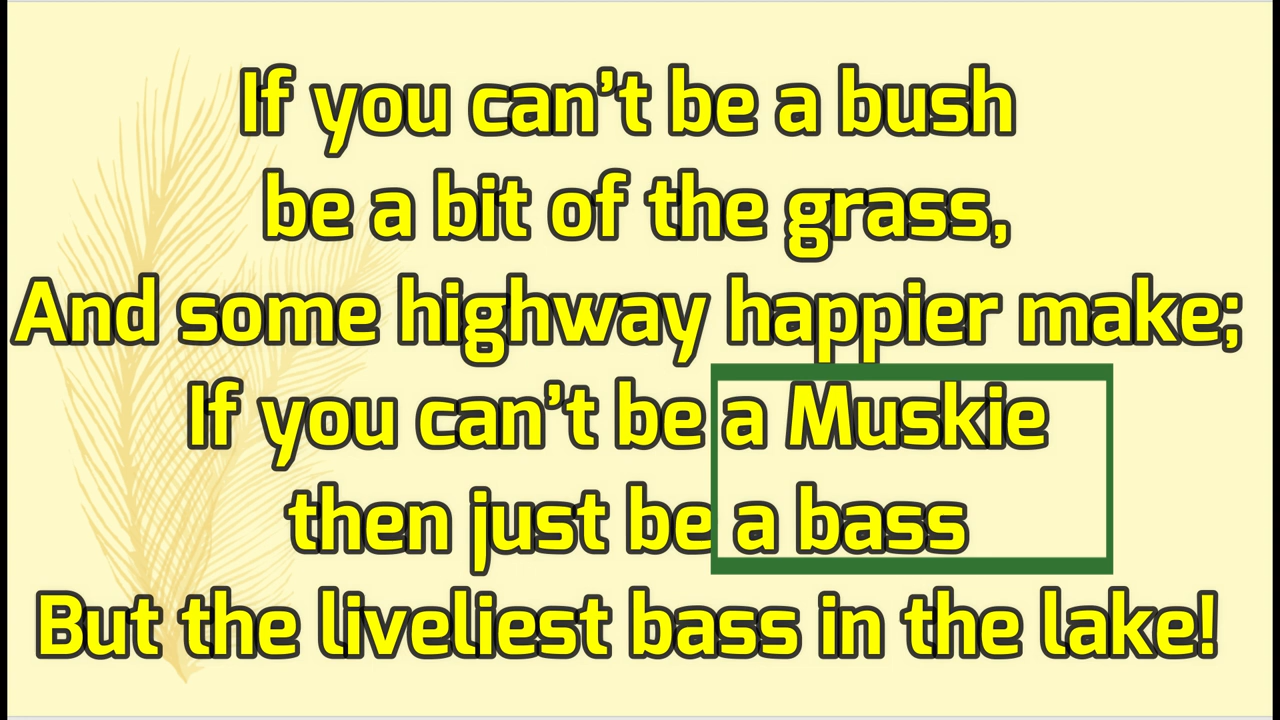 If you can’t be a bush
be a bit of the grass,
And some highway happier make;
If you can’t be a Muskie
then just be a bass
But the liveliest bass in the lake!